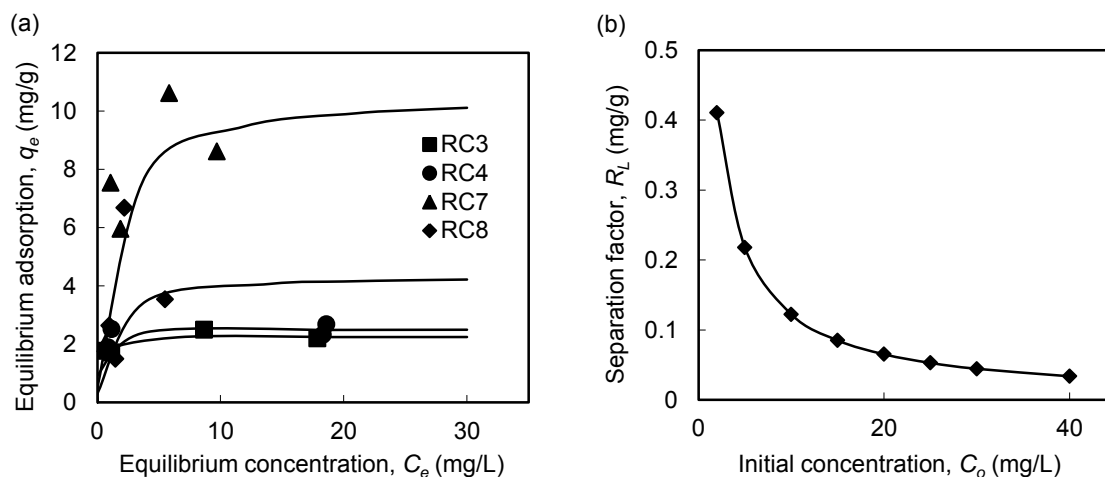 (a)
12
10
8
6
4
2
0
0
10
20
30
Equilibrium adsorption, qe (mg/g)
Equilibrium concentration, Ce (mg/L)
RC3
RC4
RC7
RC8
(b)
0.5
0.4
0.3
0.2
0.1
0
0
20
40
Separation factor, RL (mg/g)
Initial concentration, Co (mg/L)